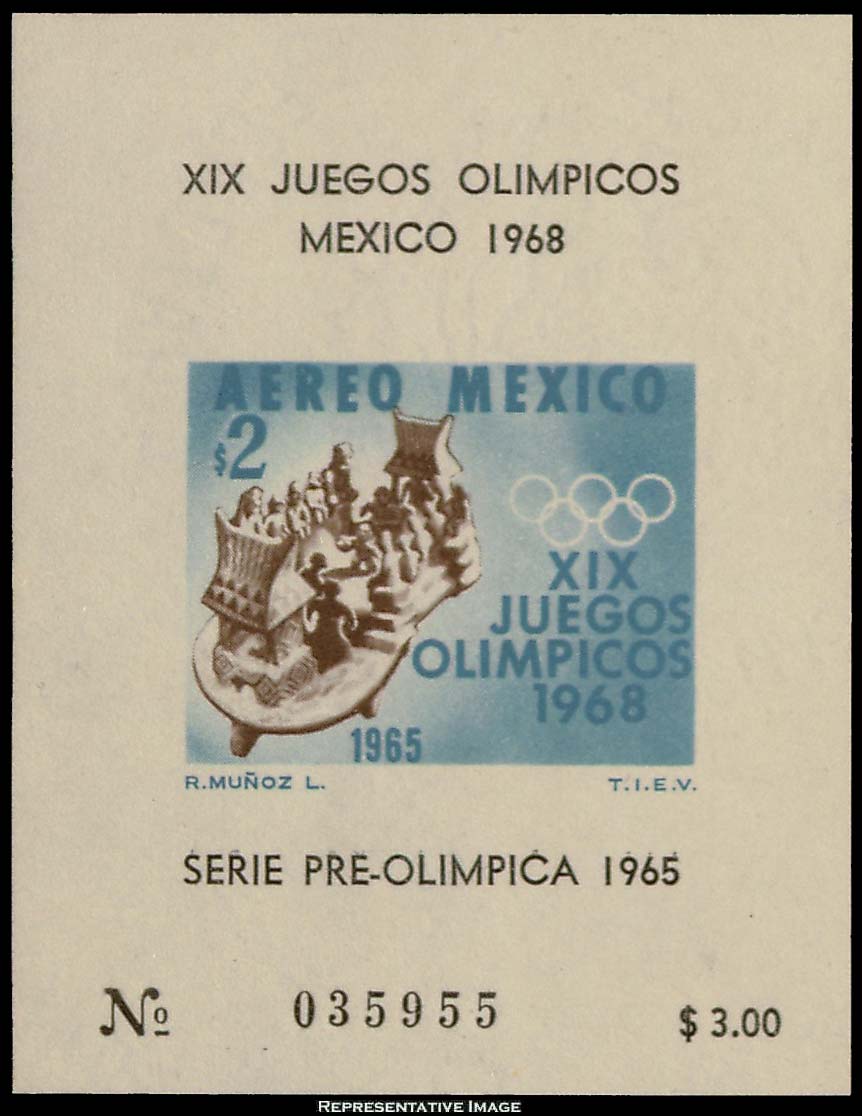 XIX JUEGOS OLIMPICOS
MEXICO 1968
AEREO MEXICO
$2
XIX
JUEGOS
OLIMPICOS
1968
1965
R.MUÑOZ L. T.I.E.V.
SERIE PRE-OLIMPICA 1965
Nº 035955 $ 3.00
REPRESENTATIVE IMAGE